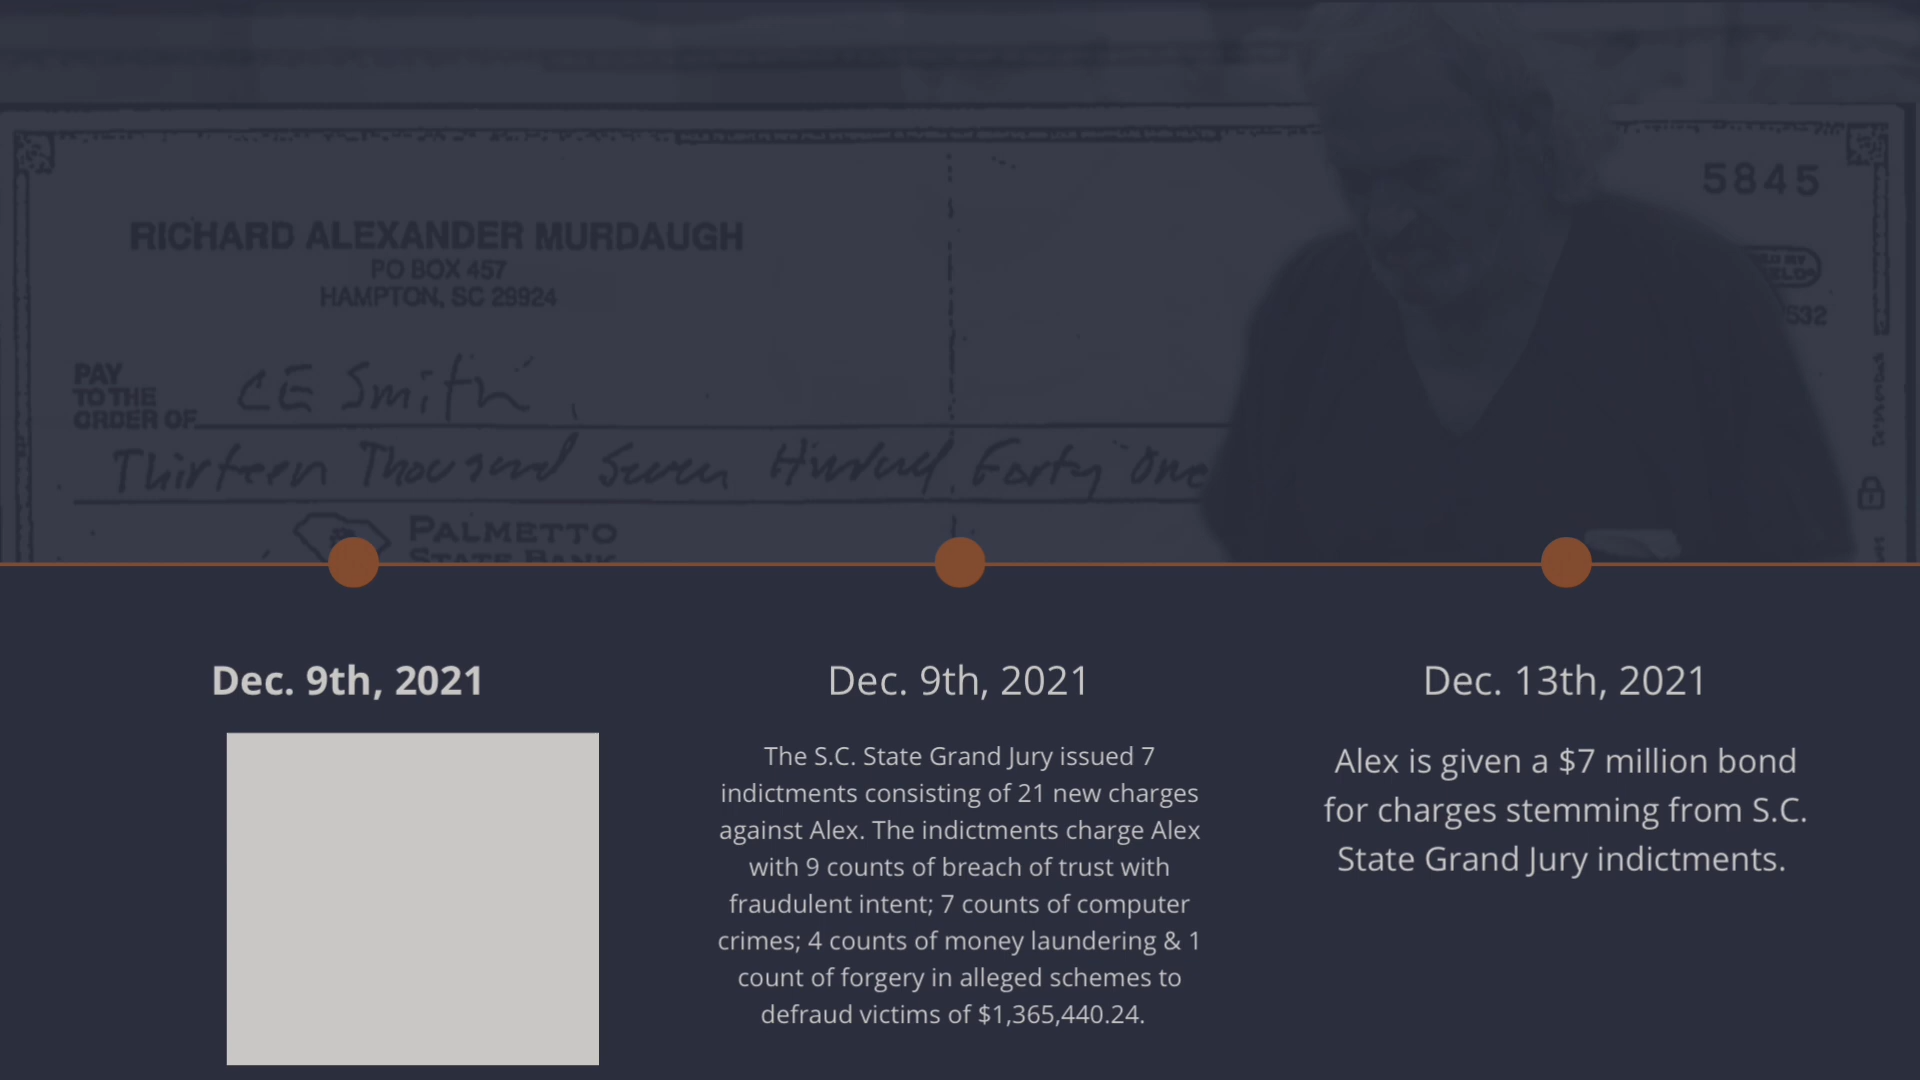 5845
RICHARD ALEXANDER MURDAUGH
PO BOX 457
HAMPTON, SC 29924
532
PAY
TO THE
ORDER OF
CE Smith
Thirteen Thousand Seven Hundred Forty One
PALMETTO
STATE BANK
Dec. 9th, 2021
Dec. 9th, 2021
The S.C. State Grand Jury issued 7
indictments consisting of 21 new charges
against Alex. The indictments charge Alex
with 9 counts of breach of trust with
fraudulent intent; 7 counts of computer
crimes; 4 counts of money laundering & 1
count of forgery in alleged schemes to
defraud victims of $1,365,440.24.
Dec. 13th, 2021
Alex is given a $7 million bond
for charges stemming from S.C.
State Grand Jury indictments.